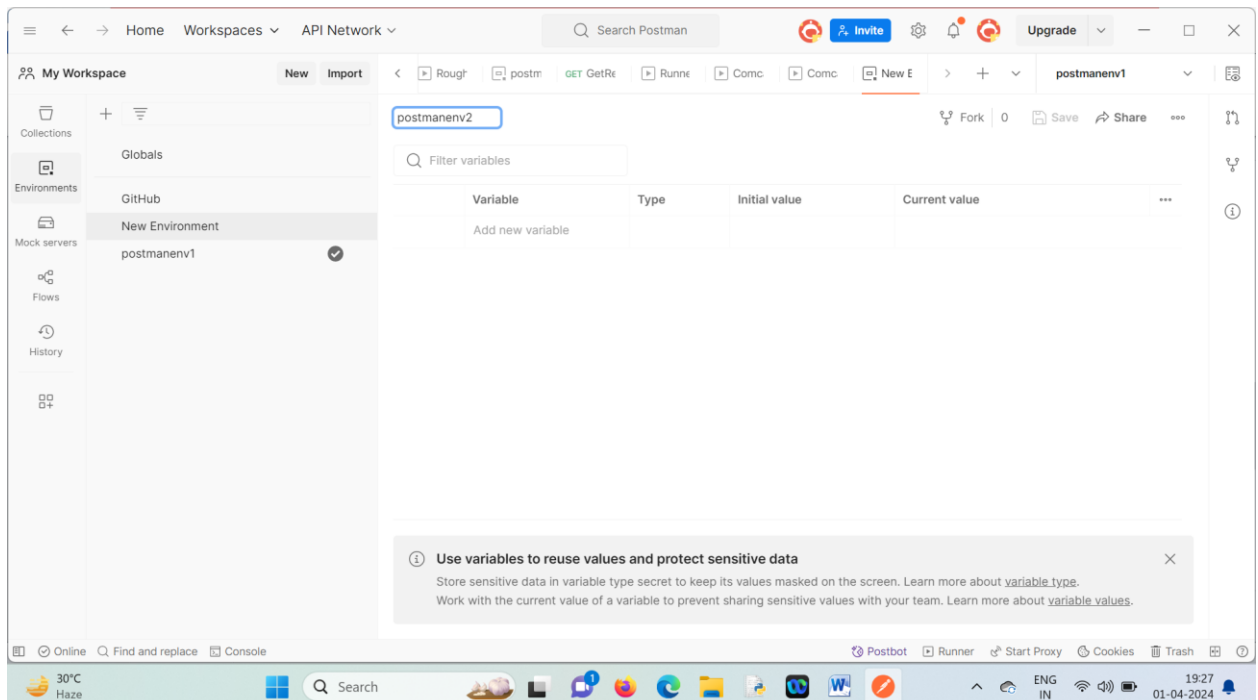 Home Workspaces API Network Search Postman Invite Upgrade
My Workspace New Import Rough postm GET GetRe Runne Comc Comc New E postmanenv1
Collections
postmanenv2 Fork 0 Save Share
Globals
Filter variables
Environments
GitHub
Variable Type Initial value Current value
New Environment
Add new variable
Mock servers
postmanenv1
Flows
History
Use variables to reuse values and protect sensitive data
Store sensitive data in variable type secret to keep its values masked on the screen. Learn more about variable type.
Work with the current value of a variable to prevent sharing sensitive values with your team. Learn more about variable values.
Online Find and replace Console Postbot Runner Start Proxy Cookies Trash
30°C
Haze
Search
1
ENG
IN
19:27
01-04-2024